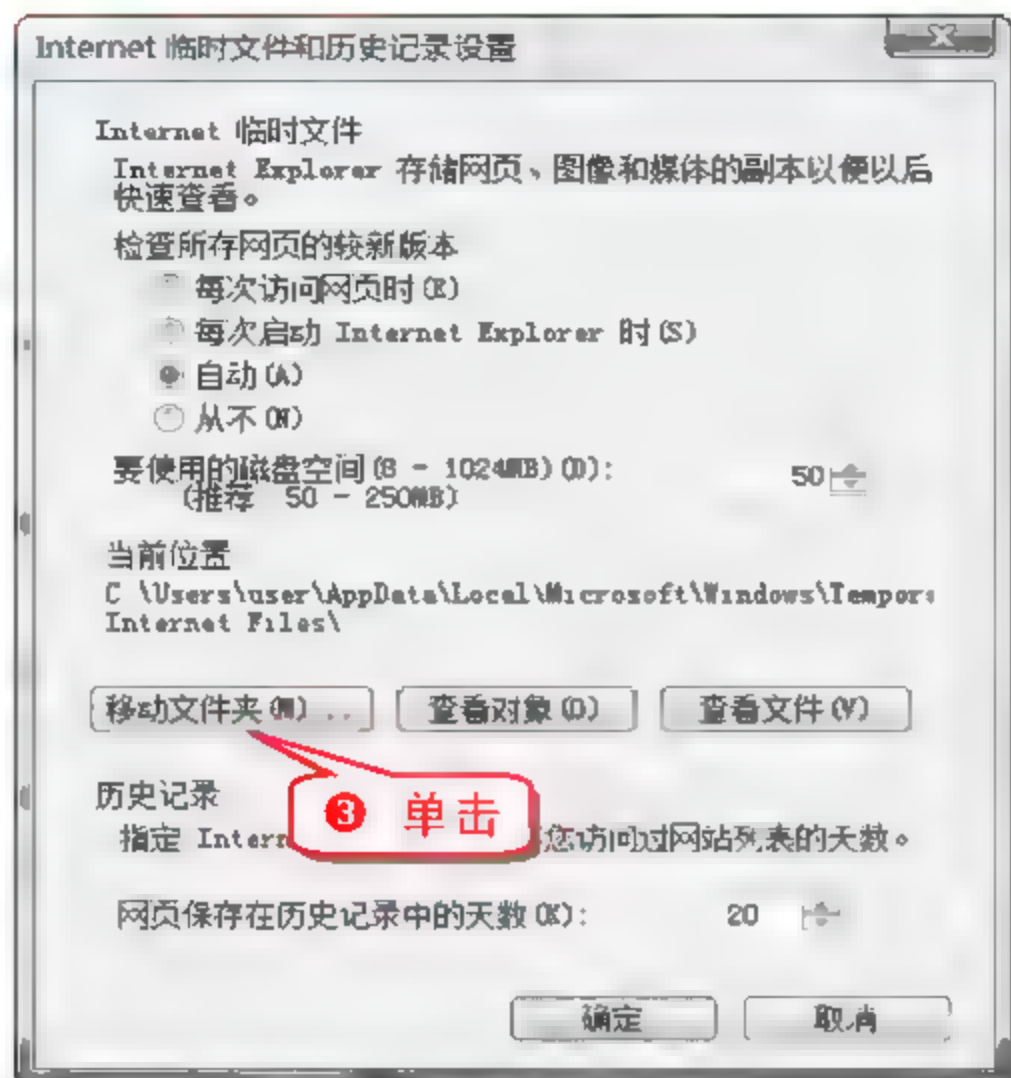 Internet 临时文件和历史记录设置
Internet 临时文件
Internet Explorer 存储网页、图像和媒体的副本以便以后
快速查看。
检查所存网页的较新版本
每次访问网页时(E)
每次启动 Internet Explorer 时(S)
自动(A)
从不(N)
要使用的磁盘空间(8 - 1024MB)(D): 50
(推荐 50 - 250MB)
当前位置
C \Users\user\AppData\Local\Microsoft\Windows\Tempor
Internet Files\
移动文件夹(M) .. 查看对象(O) 查看文件(V)
历史记录
❸ 单击
指定 Intern 您访问过网站列表的天数。
网页保存在历史记录中的天数(K): 20
确定 取消